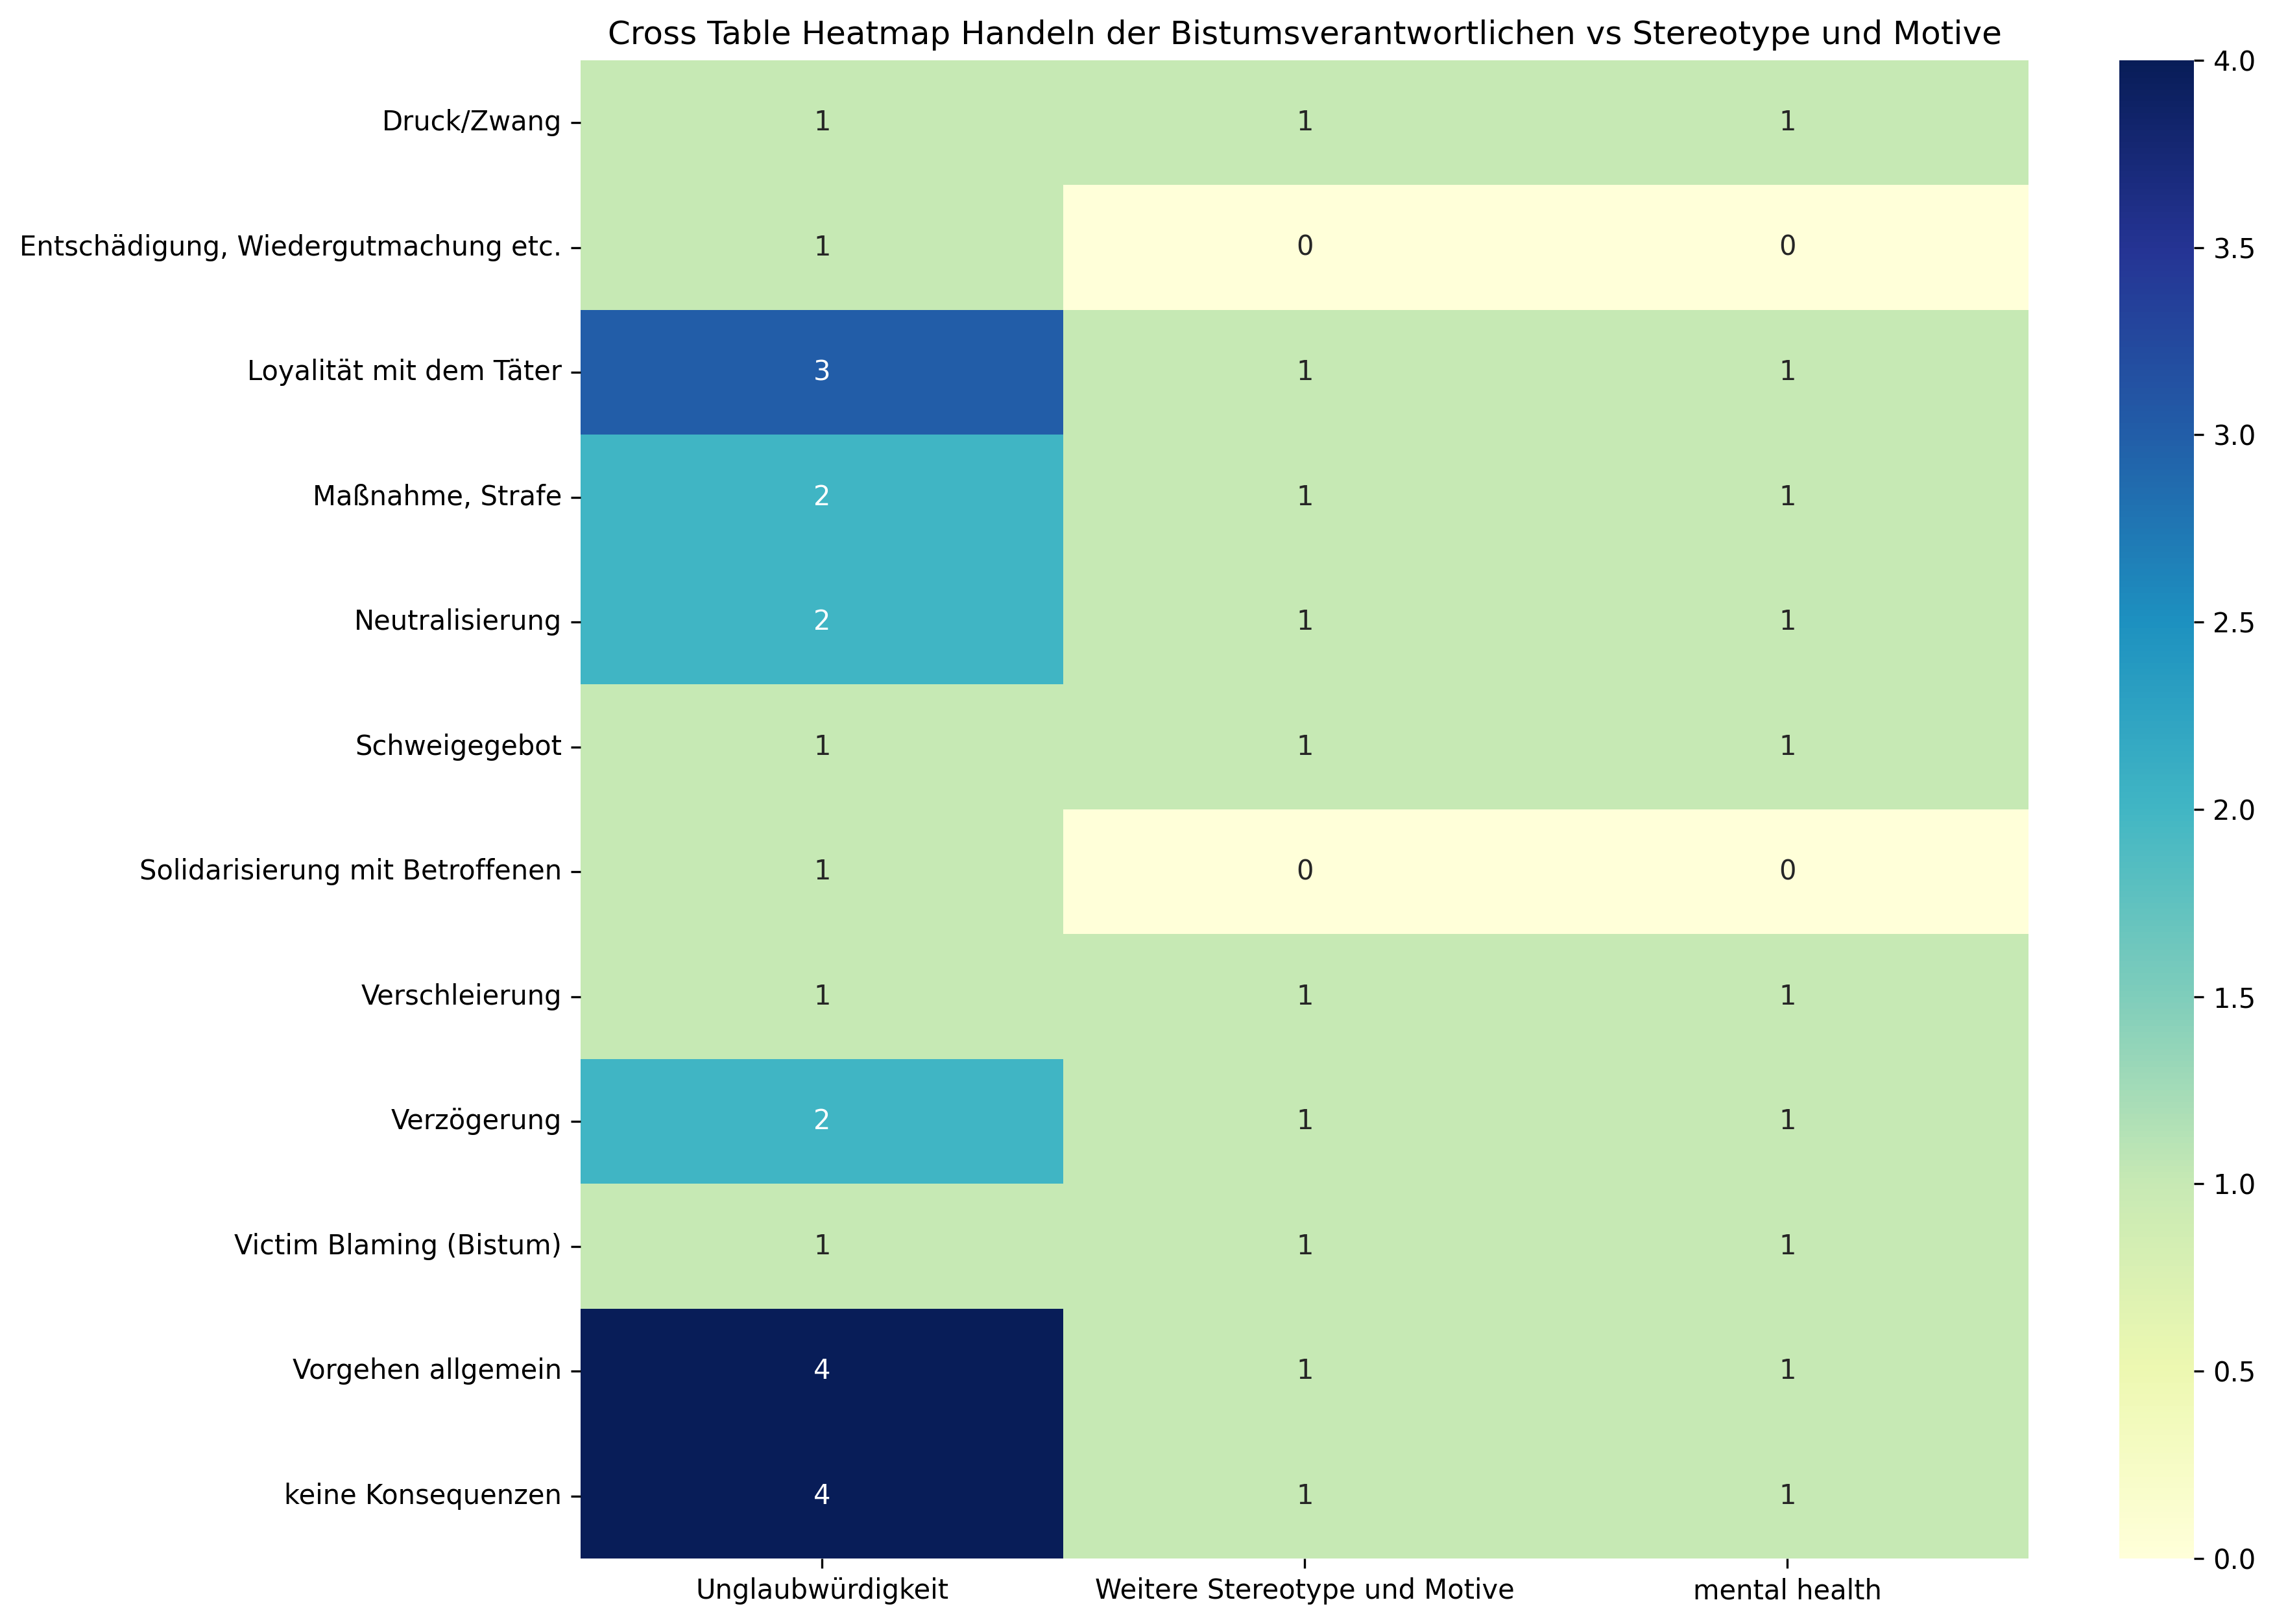 Cross Table Heatmap Handeln der Bistumsverantwortlichen vs Stereotype und Motive
Druck/Zwang 1 1 1
Entschädigung, Wiedergutmachung etc. 1 0 0
Loyalität mit dem Täter 3 1 1
Maßnahme, Strafe 2 1 1
Neutralisierung 2 1 1
Schweigegebot 1 1 1
Solidarisierung mit Betroffenen 1 0 0
Verschleierung 1 1 1
Verzögerung 2 1 1
Victim Blaming (Bistum) 1 1 1
Vorgehen allgemein 4 1 1
keine Konsequenzen 4 1 1
Unglaubwürdigkeit Weitere Stereotype und Motive mental health
4.0
3.5
3.0
2.5
2.0
1.5
1.0
0.5
0.0